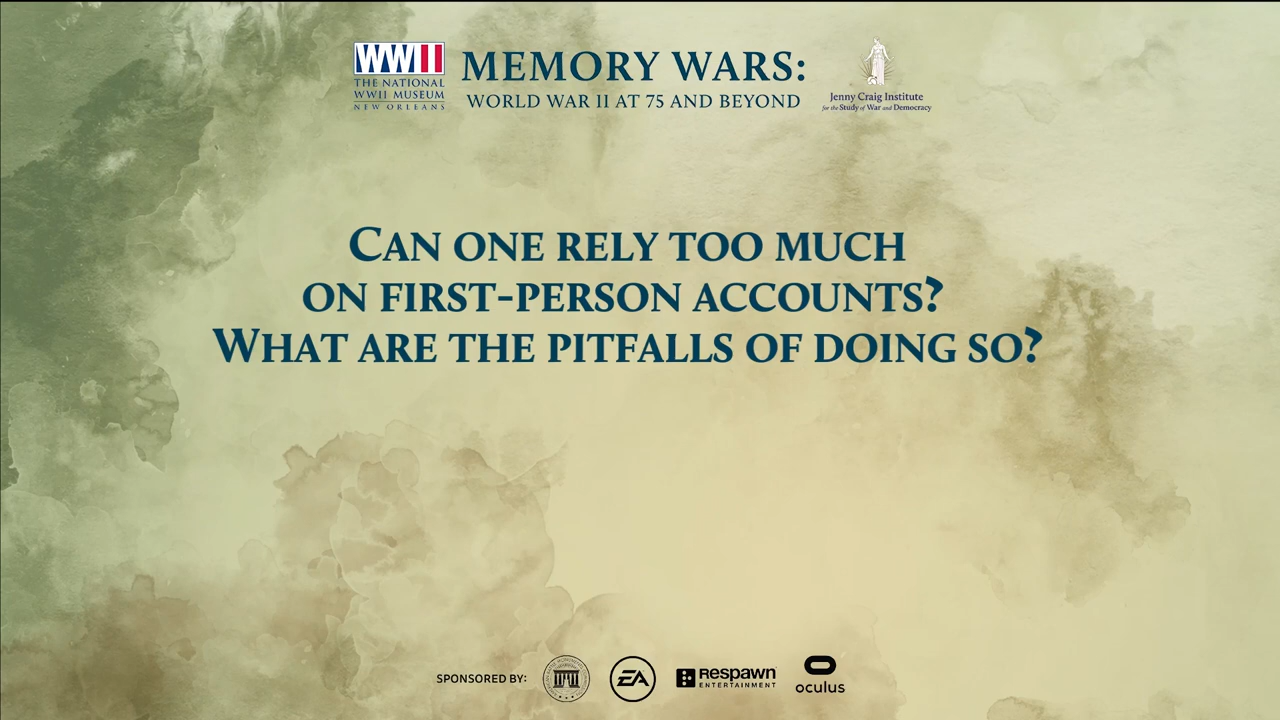 WWII
THE NATIONAL
WWII MUSEUM
NEW ORLEANS
MEMORY WARS:
WORLD WAR II AT 75 AND BEYOND
Jenny Craig Institute
for the Study of War and Democracy
CAN ONE RELY TOO MUCH
ON FIRST-PERSON ACCOUNTS?
WHAT ARE THE PITFALLS OF DOING SO?
SPONSORED BY:
EA
Respawn
ENTERTAINMENT
oculus